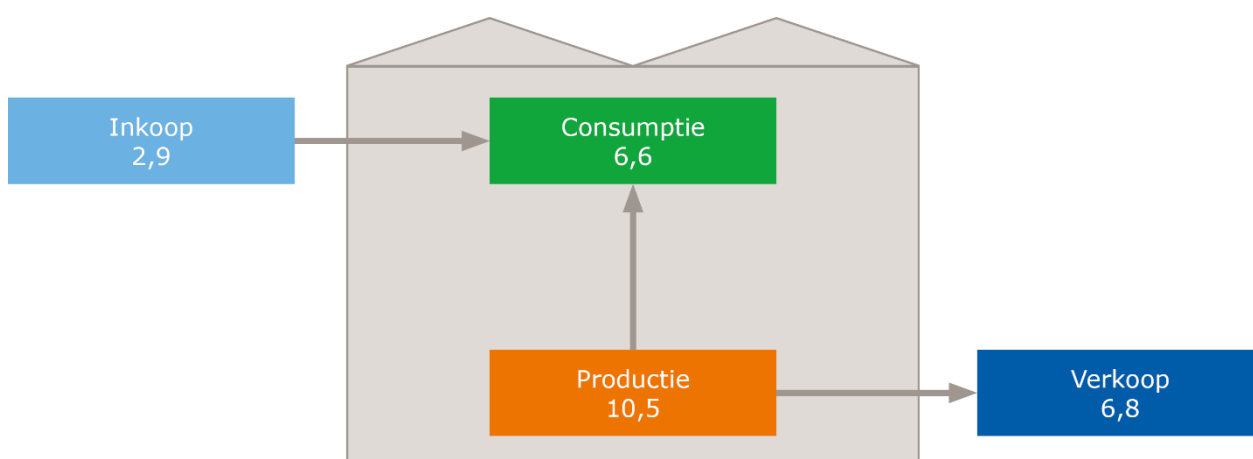 Inkoop
2,9
Consumptie
6,6
Productie
10,5
Verkoop
6,8